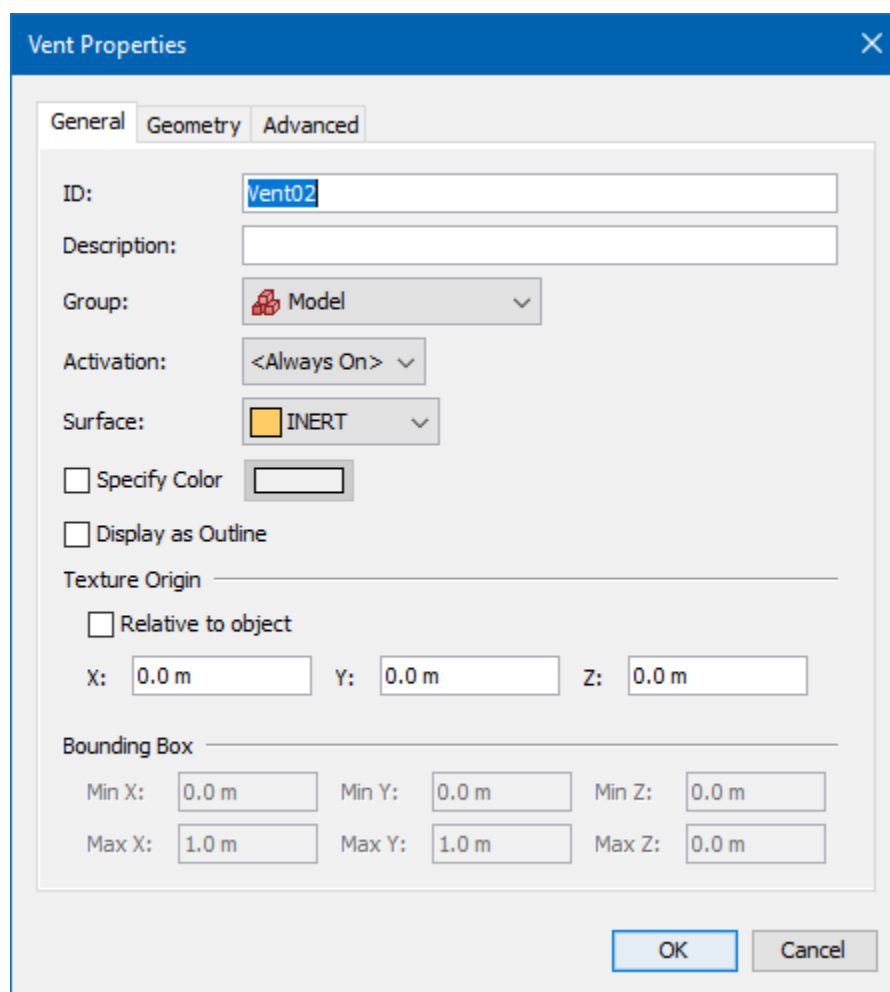 Vent Properties
General Geometry Advanced
ID: Vent02
Description:
Group: Model
Activation: <Always On>
Surface: INERT
Specify Color
Display as Outline
Texture Origin
Relative to object
X: 0.0 m Y: 0.0 m Z: 0.0 m
Bounding Box
Min X: 0.0 m Min Y: 0.0 m Min Z: 0.0 m
Max X: 1.0 m Max Y: 1.0 m Max Z: 0.0 m
OK Cancel